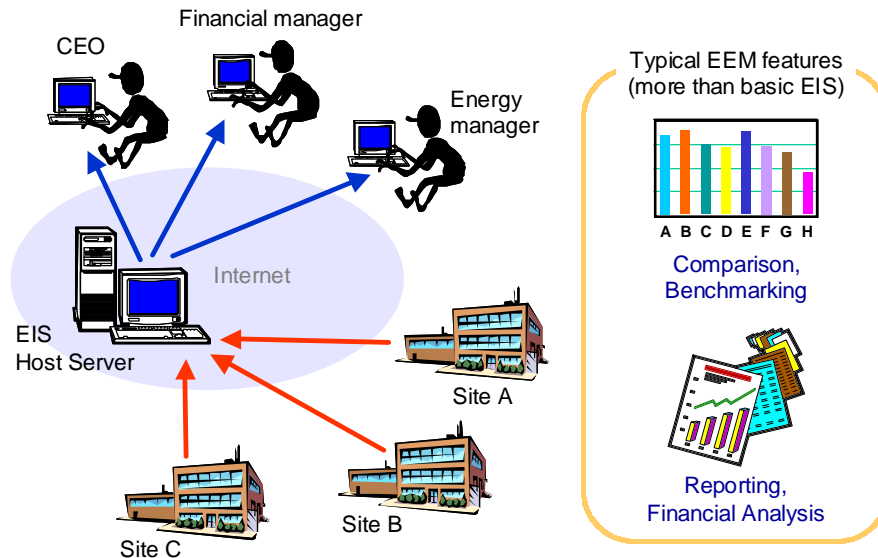 Financial manager
CEO
Energy
manager
Internet
EIS
Host Server
Site A
Site B
Site C
Typical EEM features
(more than basic EIS)
A B C D E F G H
Comparison,
Benchmarking
Reporting,
Financial Analysis